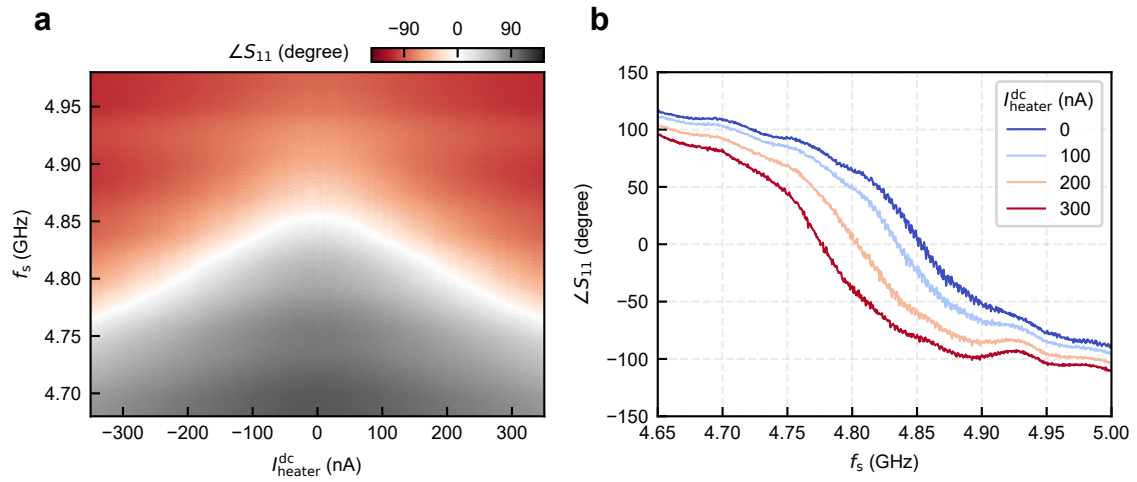 a
∠S11 (degree)
−90 0 90
4.95
4.90
4.85
4.80
4.75
4.70
fs (GHz)
−300 −200 −100 0 100 200 300
I dc heater (nA)
b
150
100
50
0
−50
−100
−150
∠S11 (degree)
4.65 4.70 4.75 4.80 4.85 4.90 4.95 5.00
fs (GHz)
I dc heater (nA)
0
100
200
300